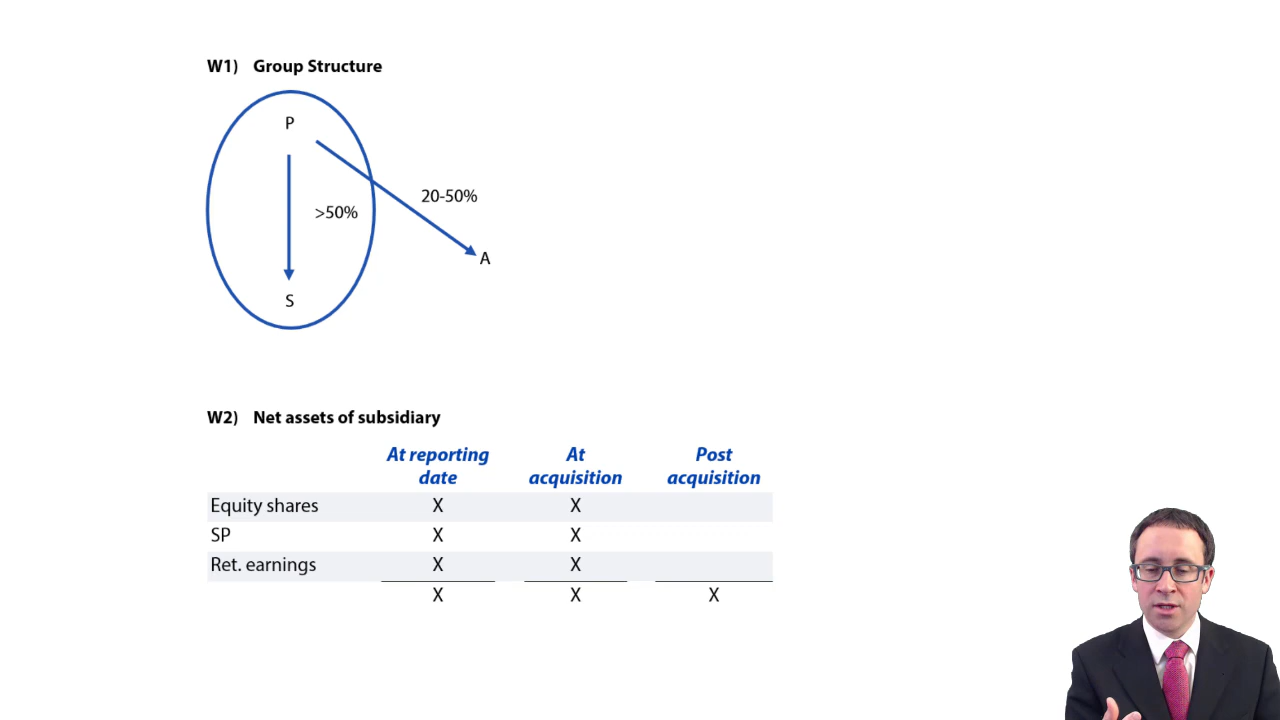 W1) Group Structure
P
20-50%
>50%
A
S
W2) Net assets of subsidiary
At reporting date At acquisition Post acquisition
Equity shares X X
SP X X
Ret. earnings X X
X X X